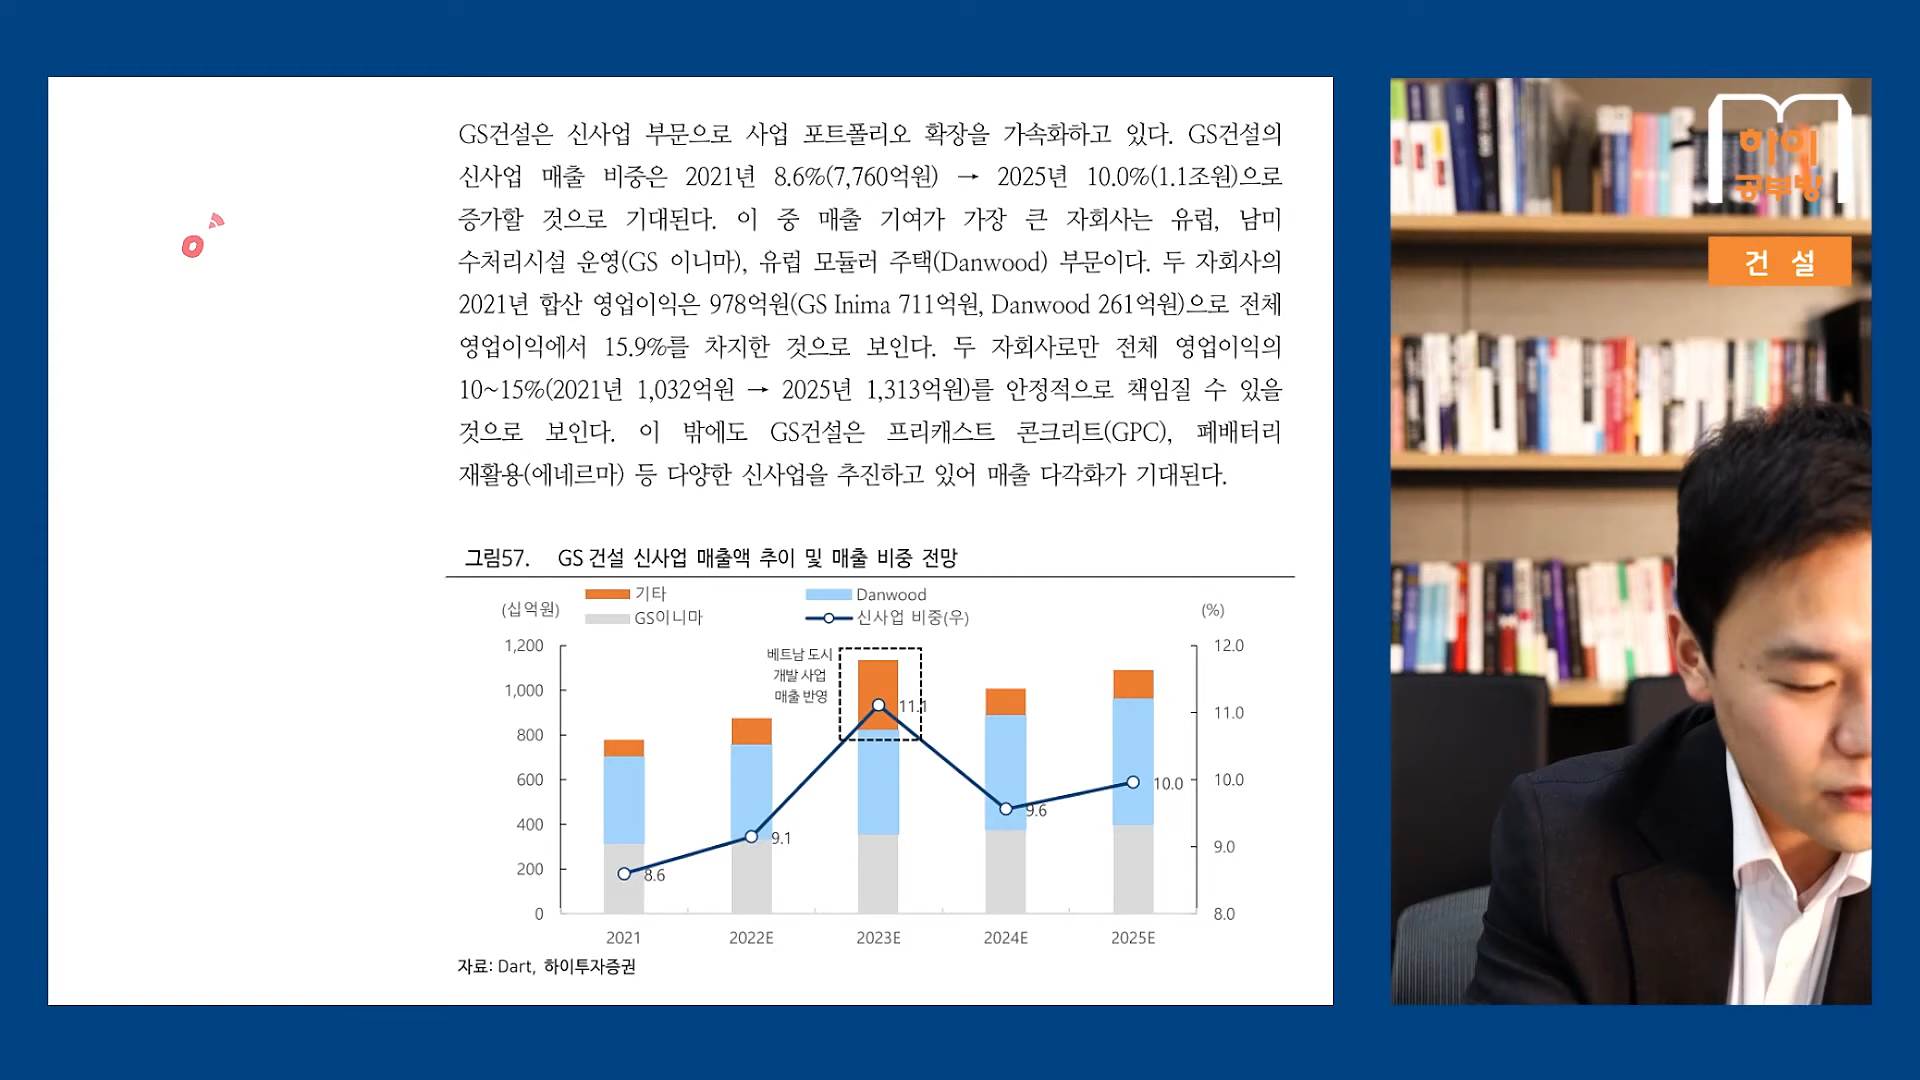 GS건설은 신사업 부문으로 사업 포트폴리오 확장을 가속화하고 있다. GS건설의
신사업 매출 비중은 2021년 8.6%(7,760억원) → 2025년 10.0%(1.1조원)으로
증가할 것으로 기대된다. 이 중 매출 기여가 가장 큰 자회사는 유럽, 남미
수처리시설 운영(GS 이니마), 유럽 모듈러 주택(Danwood) 부문이다. 두 자회사의
2021년 합산 영업이익은 978억원(GS Inima 711억원, Danwood 261억원)으로 전체
영업이익에서 15.9%를 차지한 것으로 보인다. 두 자회사로만 전체 영업이익의
10~15%(2021년 1,032억원 → 2025년 1,313억원)를 안정적으로 책임질 수 있을
것으로 보인다. 이 밖에도 GS건설은 프리캐스트 콘크리트(GPC), 폐배터리
재활용(에네르마) 등 다양한 신사업을 추진하고 있어 매출 다각화가 기대된다.
그림57. GS 건설 신사업 매출액 추이 및 매출 비중 전망
기타 Danwood
(십억원) GS이니마 신사업 비중(우) (%)
1,200 12.0
베트남 도시
개발 사업
매출 반영
1,000 11.1 11.0
800
600 10.0 10.0
400 9.1 9.6 9.0
200 8.6
0 8.0
2021 2022E 2023E 2024E 2025E
자료: Dart, 하이투자증권
하이
공부방
건 설